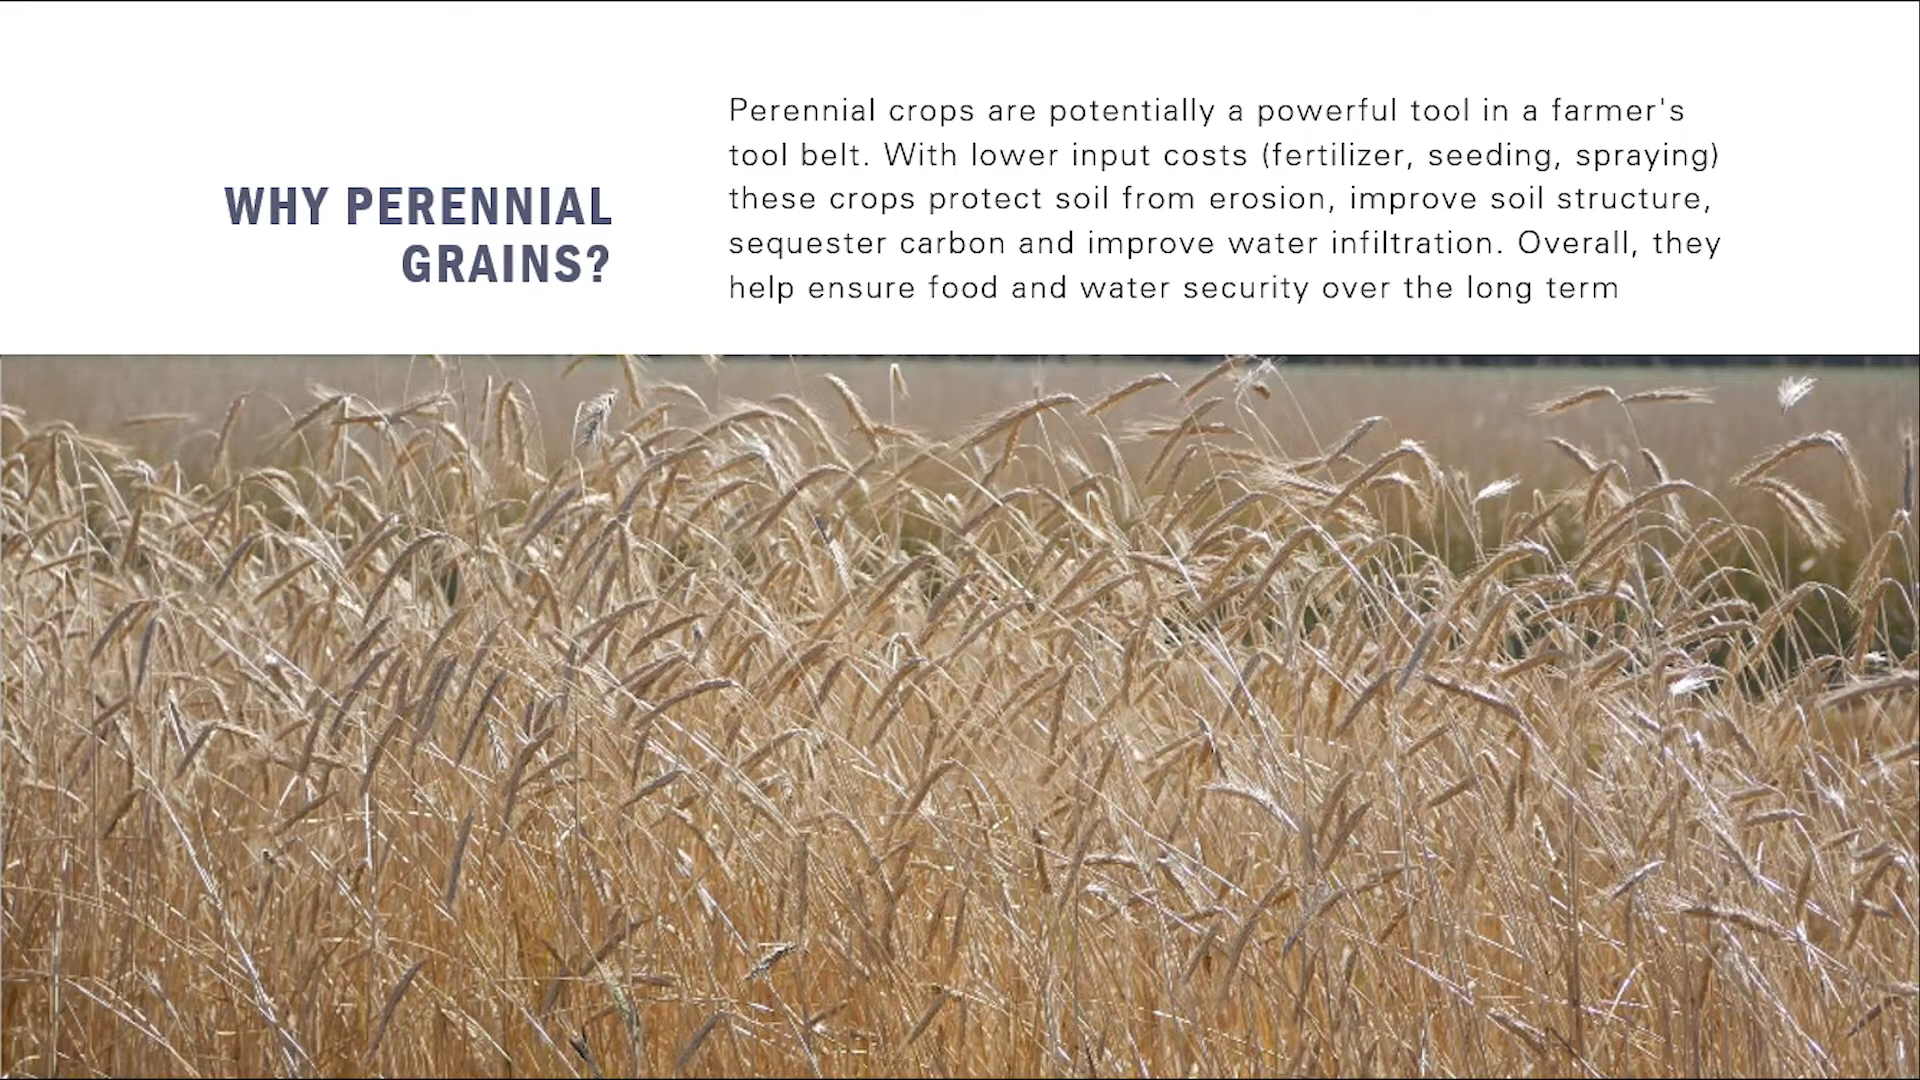 WHY PERENNIAL
GRAINS?
Perennial crops are potentially a powerful tool in a farmer's
tool belt. With lower input costs (fertilizer, seeding, spraying)
these crops protect soil from erosion, improve soil structure,
sequester carbon and improve water infiltration. Overall, they
help ensure food and water security over the long term